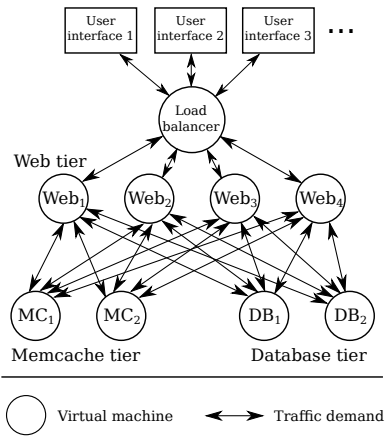 User interface 1
User interface 2
User interface 3
...
Load balancer
Web tier
Web₁
Web₂
Web₃
Web₄
MC₁
MC₂
DB₁
DB₂
Memcache tier
Database tier
Virtual machine
Traffic demand